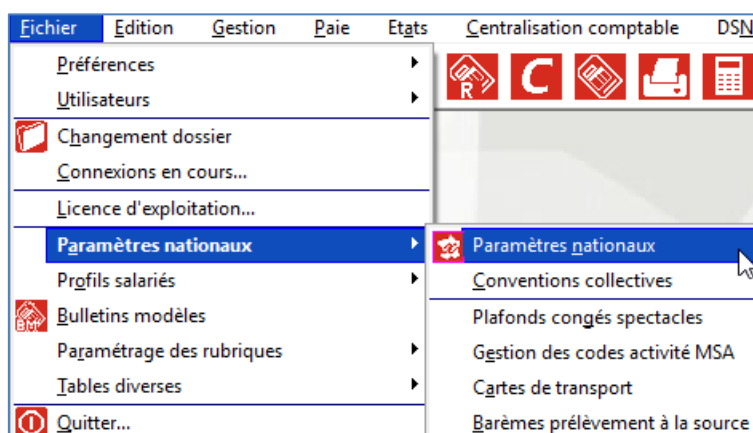 Fichier Edition Gestion Paie Etats Centralisation comptable DSN
Préférences
Utilisateurs
R C
Changement dossier
Connexions en cours...
Licence d'exploitation...
Paramètres nationaux
Paramètres nationaux
Profils salariés
Conventions collectives
BM Bulletins modèles
Plafonds congés spectacles
Paramétrage des rubriques
Gestion des codes activité MSA
Tables diverses
Cartes de transport
Quitter...
Barèmes prélèvement à la source